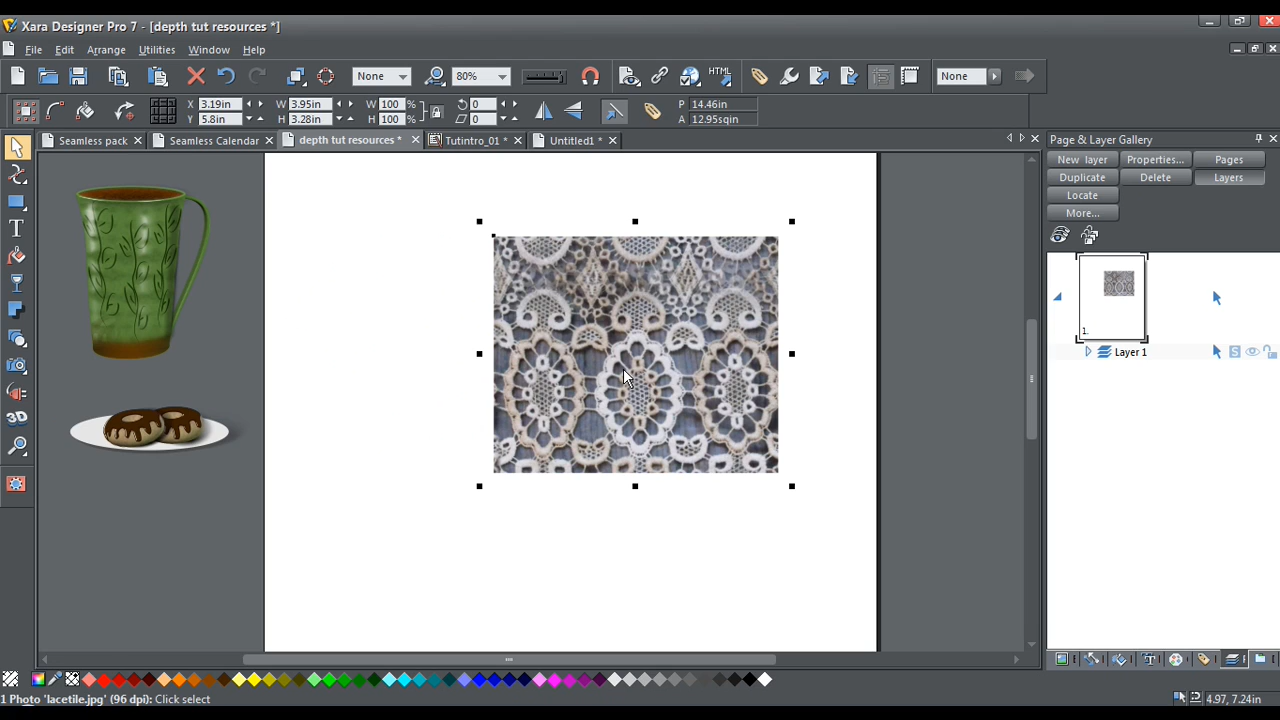 Xara Designer Pro 7 - [depth tut resources *]
File Edit Arrange Utilities Window Help
None 80% HTML None
X 3.19in W 3.95in W 100 % 0 P 14.46in
Y 5.8in H 3.28in H 100 % 0 A 12.95sqin
Seamless pack Seamless Calendar depth tut resources * Tutintro_01 * Untitled1 * Page & Layer Gallery
New layer Properties... Pages
Duplicate Delete Layers
Locate
More...
T
1.
Layer 1 S
3D
1 Photo 'lacetile.jpg' (96 dpi): Click select 4.97, 7.24in